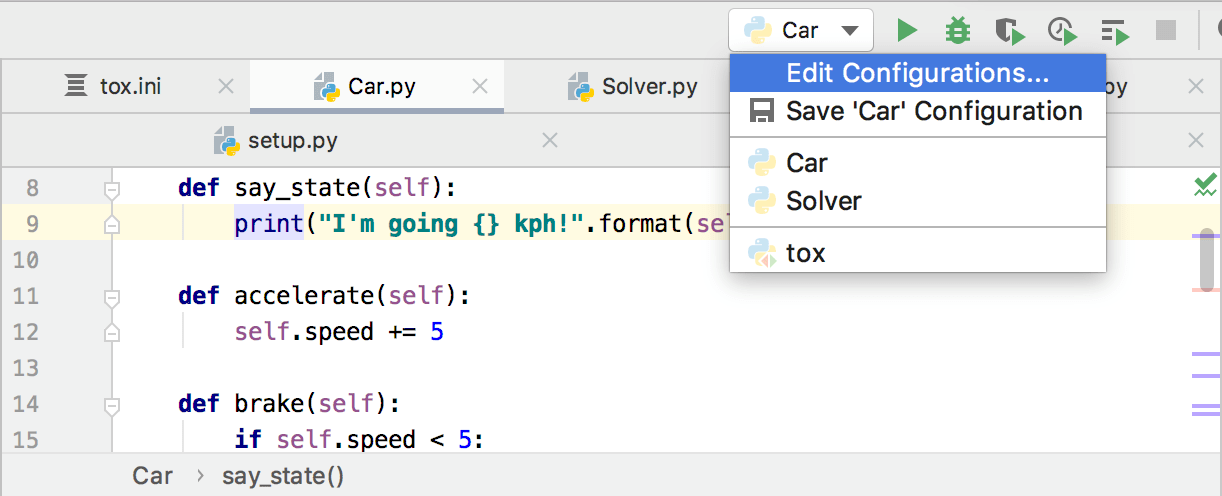 Car
tox.ini
Car.py
Solver.py
py
Edit Configurations...
Save 'Car' Configuration
Car
Solver
tox
setup.py
8 def say_state(self):
9 print("I'm going {} kph!".format(se
10
11 def accelerate(self):
12 self.speed += 5
13
14 def brake(self):
15 if self.speed < 5:
Car › say_state()